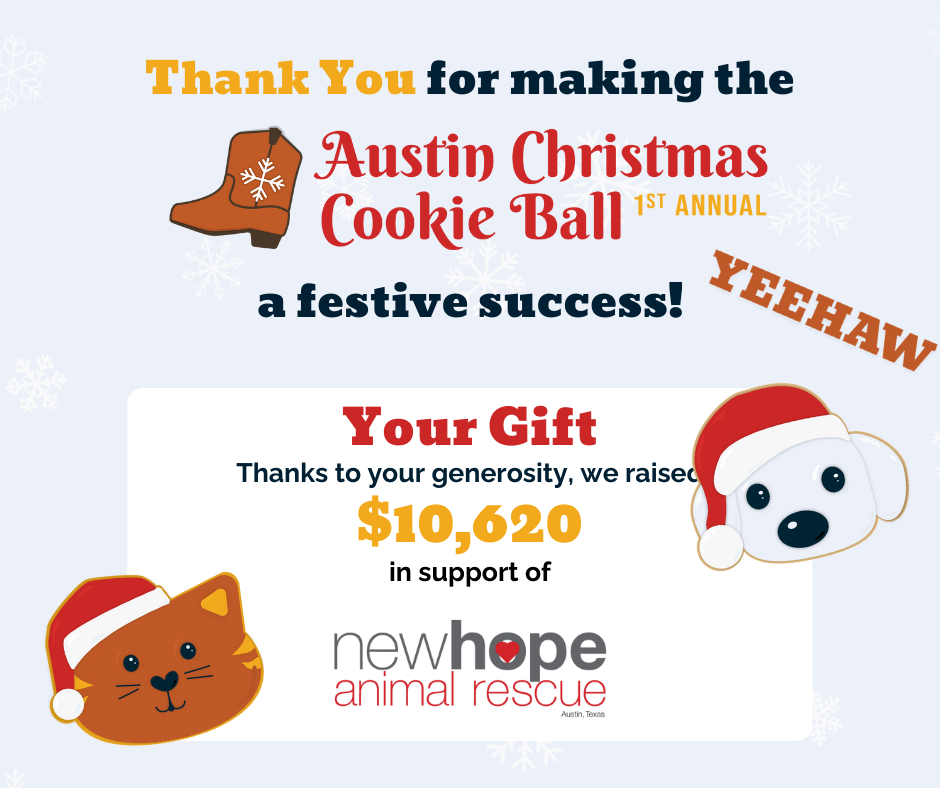 Thank You for making the
Austin Christmas
Cookie Ball 1ST ANNUAL
a festive success!
YEEHAW
Your Gift
Thanks to your generosity, we raised
$10,620
in support of
newhope
animal rescue
Austin, Texas